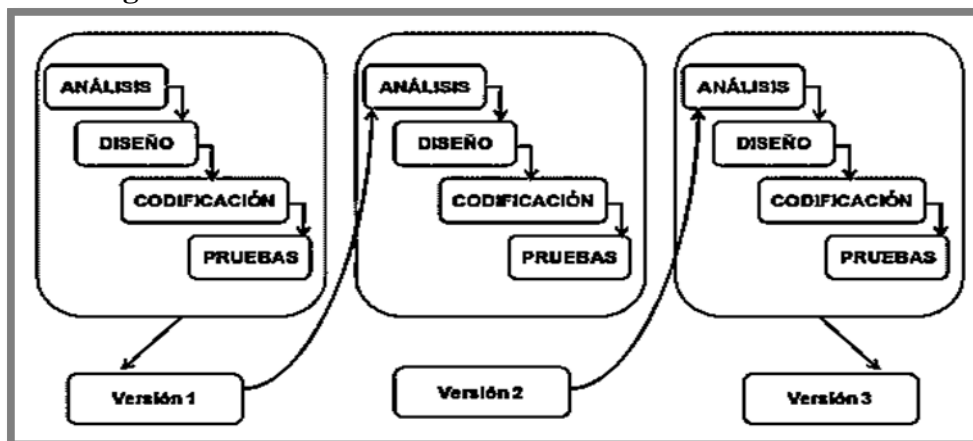 ANÁLISIS
DISEÑO
CODIFICACIÓN
PRUEBAS
Versión 1
ANÁLISIS
DISEÑO
CODIFICACIÓN
PRUEBAS
Versión 2
ANÁLISIS
DISEÑO
CODIFICACIÓN
PRUEBAS
Versión 3